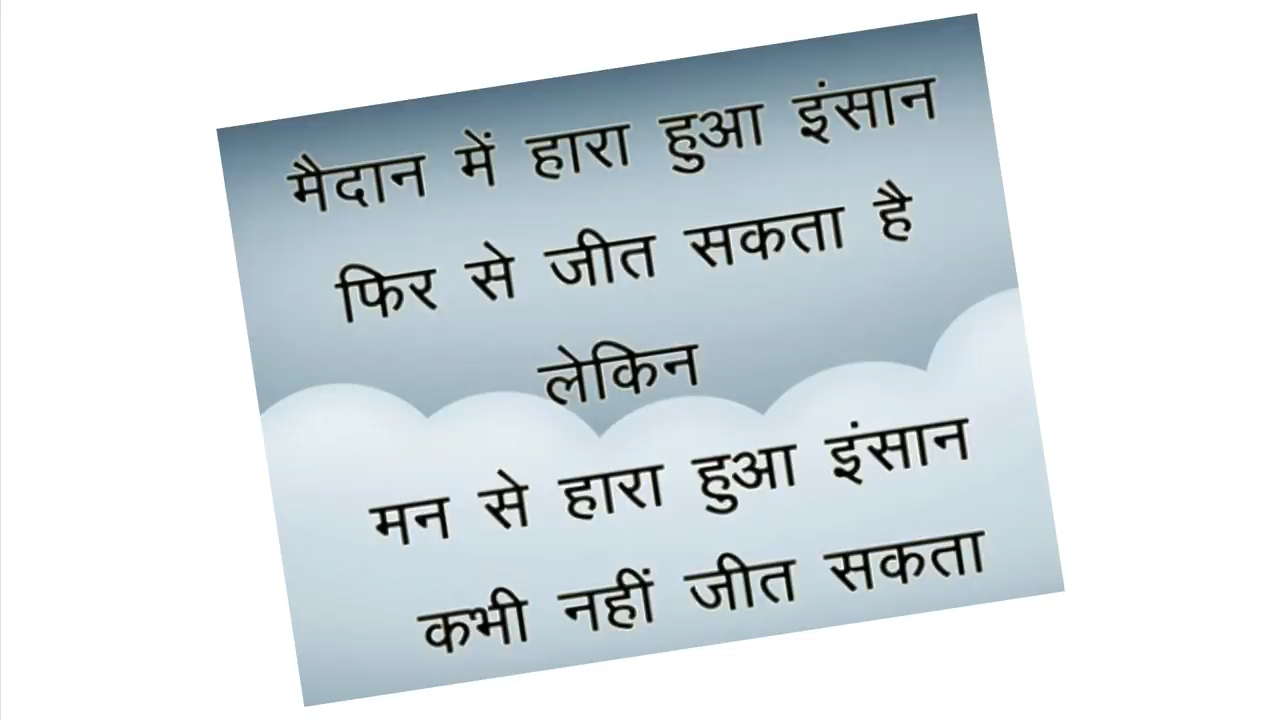 मैदान में हारा हुआ इंसान
फिर से जीत सकता है
लेकिन
मन से हारा हुआ इंसान
कभी नहीं जीत सकता